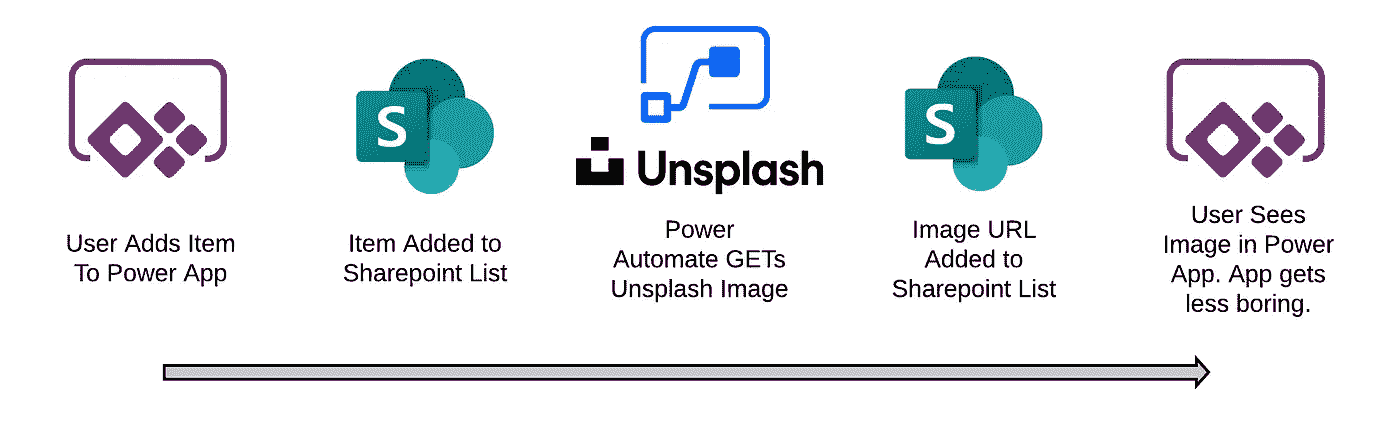 S
S
Unsplash
User Adds Item
To Power App
Item Added to
Sharepoint List
Power
Automate GETs
Unsplash Image
Image URL
Added to
Sharepoint List
User Sees
Image in Power
App. App gets
less boring.